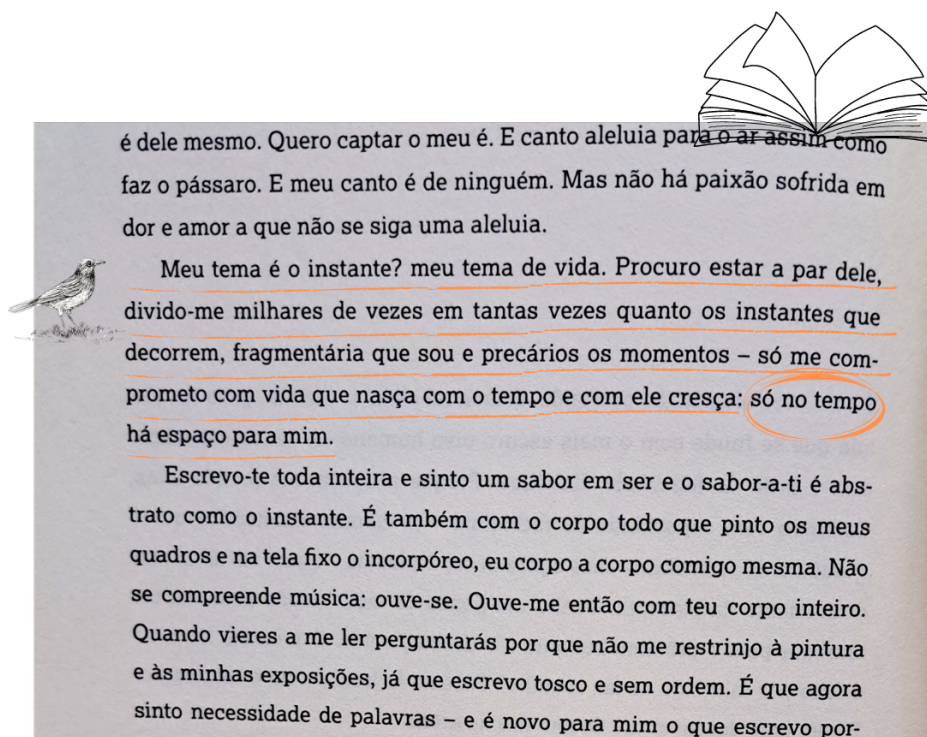 é dele mesmo. Quero captar o meu é. E canto aleluia para o ar assim como
faz o pássaro. E meu canto é de ninguém. Mas não há paixão sofrida em
dor e amor a que não se siga uma aleluia.
Meu tema é o instante? meu tema de vida. Procuro estar a par dele,
divido-me milhares de vezes em tantas vezes quanto os instantes que
decorrem, fragmentária que sou e precários os momentos – só me com-
prometo com vida que nasça com o tempo e com ele cresça: só no tempo
há espaço para mim.
Escrevo-te toda inteira e sinto um sabor em ser e o sabor-a-ti é abs-
trato como o instante. É também com o corpo todo que pinto os meus
quadros e na tela fixo o incorpóreo, eu corpo a corpo comigo mesma. Não
se compreende música: ouve-se. Ouve-me então com teu corpo inteiro.
Quando vieres a me ler perguntarás por que não me restrinjo à pintura
e às minhas exposições, já que escrevo tosco e sem ordem. É que agora
sinto necessidade de palavras – e é novo para mim o que escrevo por-